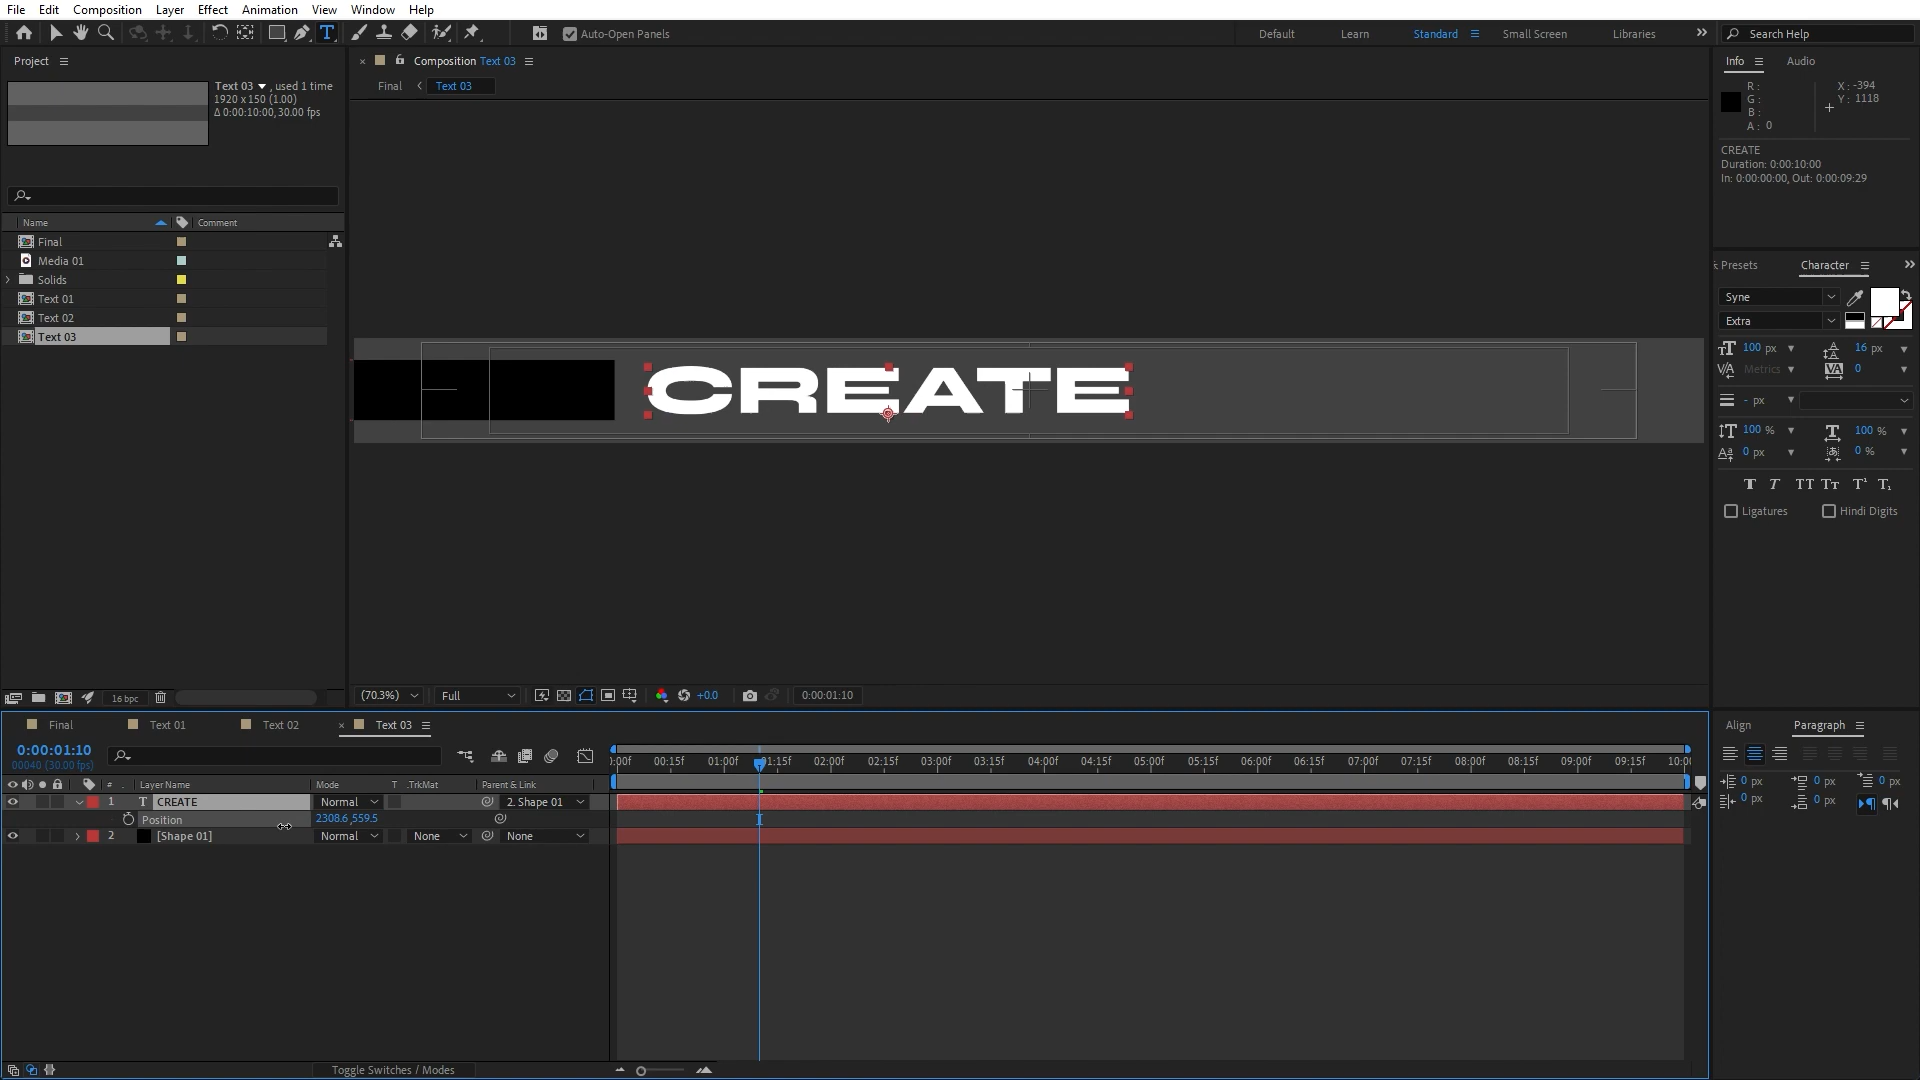 File Edit Composition Layer Effect Animation View Window Help
Auto-Open Panels Default Learn Standard Small Screen Libraries Search Help
Project
Text 03 , used 1 time
1920 x 150 (1.00)
Δ 0:00:10:00, 30.00 fps
Name Comment
Final
Media 01
Solids
Text 01
Text 02
Text 03
16 bpc
Composition Text 03
Final Text 03
CREATE
(70.3%) Full +0.0 0:00:01:10
Info Audio
R :
G :
B :
A : 0
X : -394
Y : 1118
CREATE
Duration: 0:00:10:00
In: 0:00:00:00, Out: 0:00:09:29
Presets Character
Syne
Extra
100 px 16 px
Metrics 0
- px
100 % 100 %
0 px 0 %
T T TT Tt T¹ T₁
Ligatures Hindi Digits
Final Text 01 Text 02 Text 03
0:00:01:10
00040 (30.00 fps)
# Layer Name Mode T .TrkMat Parent & Link
1 T CREATE Normal 2. Shape 01
Position 2308.6 ,559.5
2 [Shape 01] Normal None None
:00f 00:15f 01:00f 01:15f 02:00f 02:15f 03:00f 03:15f 04:00f 04:15f 05:00f 05:15f 06:00f 06:15f 07:00f 07:15f 08:00f 08:15f 09:00f 09:15f 10:0
Toggle Switches / Modes
Align Paragraph
0 px 0 px 0 px
0 px 0 px